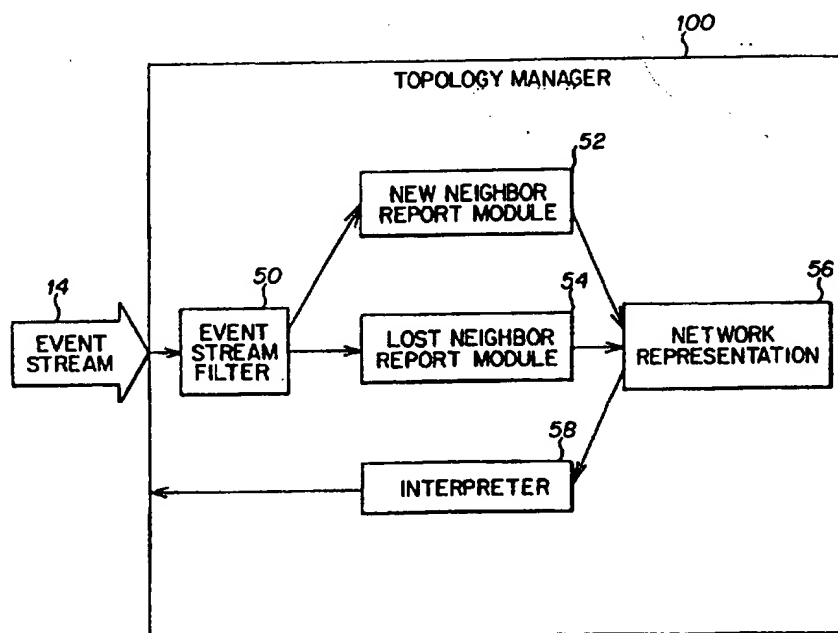 100
TOPOLOGY MANAGER
52
NEW NEIGHBOR
REPORT MODULE
14
EVENT
STREAM
50
EVENT
STREAM
FILTER
54
LOST NEIGHBOR
REPORT MODULE
56
NETWORK
REPRESENTATION
58
INTERPRETER